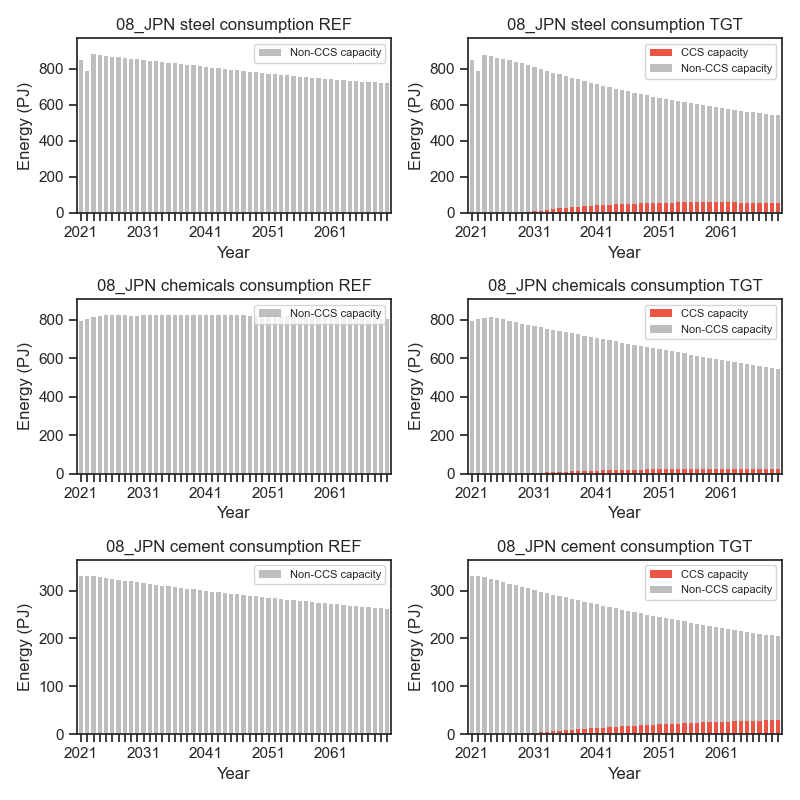 08_JPN steel consumption REF
Energy (PJ)
800
600
400
200
0
Non-CCS capacity
2021 2031 2041 2051 2061
Year
08_JPN steel consumption TGT
Energy (PJ)
800
600
400
200
0
CCS capacity
Non-CCS capacity
2021 2031 2041 2051 2061
Year
08_JPN chemicals consumption REF
Energy (PJ)
800
600
400
200
0
Non-CCS capacity
2021 2031 2041 2051 2061
Year
08_JPN chemicals consumption TGT
Energy (PJ)
800
600
400
200
0
CCS capacity
Non-CCS capacity
2021 2031 2041 2051 2061
Year
08_JPN cement consumption REF
Energy (PJ)
300
200
100
0
Non-CCS capacity
2021 2031 2041 2051 2061
Year
08_JPN cement consumption TGT
Energy (PJ)
300
200
100
0
CCS capacity
Non-CCS capacity
2021 2031 2041 2051 2061
Year